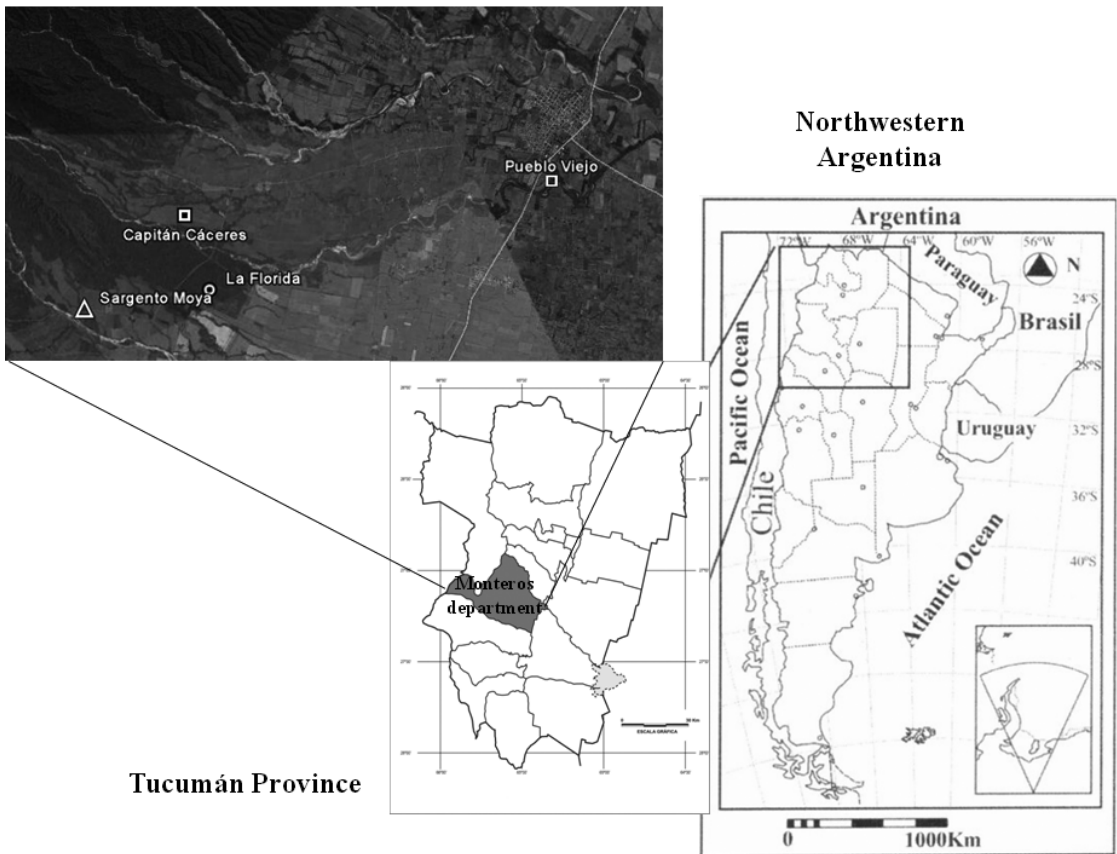 Northwestern
Argentina
Pueblo Viejo
Capitán Cáceres
La Florida
Sargento Moya
Argentina
72°W
68°W
64°W
60°W
56°W
N
Paraguay
24°S
Brasil
28°S
Pacific Ocean
Uruguay
32°S
Chile
36°S
40°S
Atlantic Ocean
Monteros
department
ESCALA GRÁFICA
Tucumán Province
0
1000Km